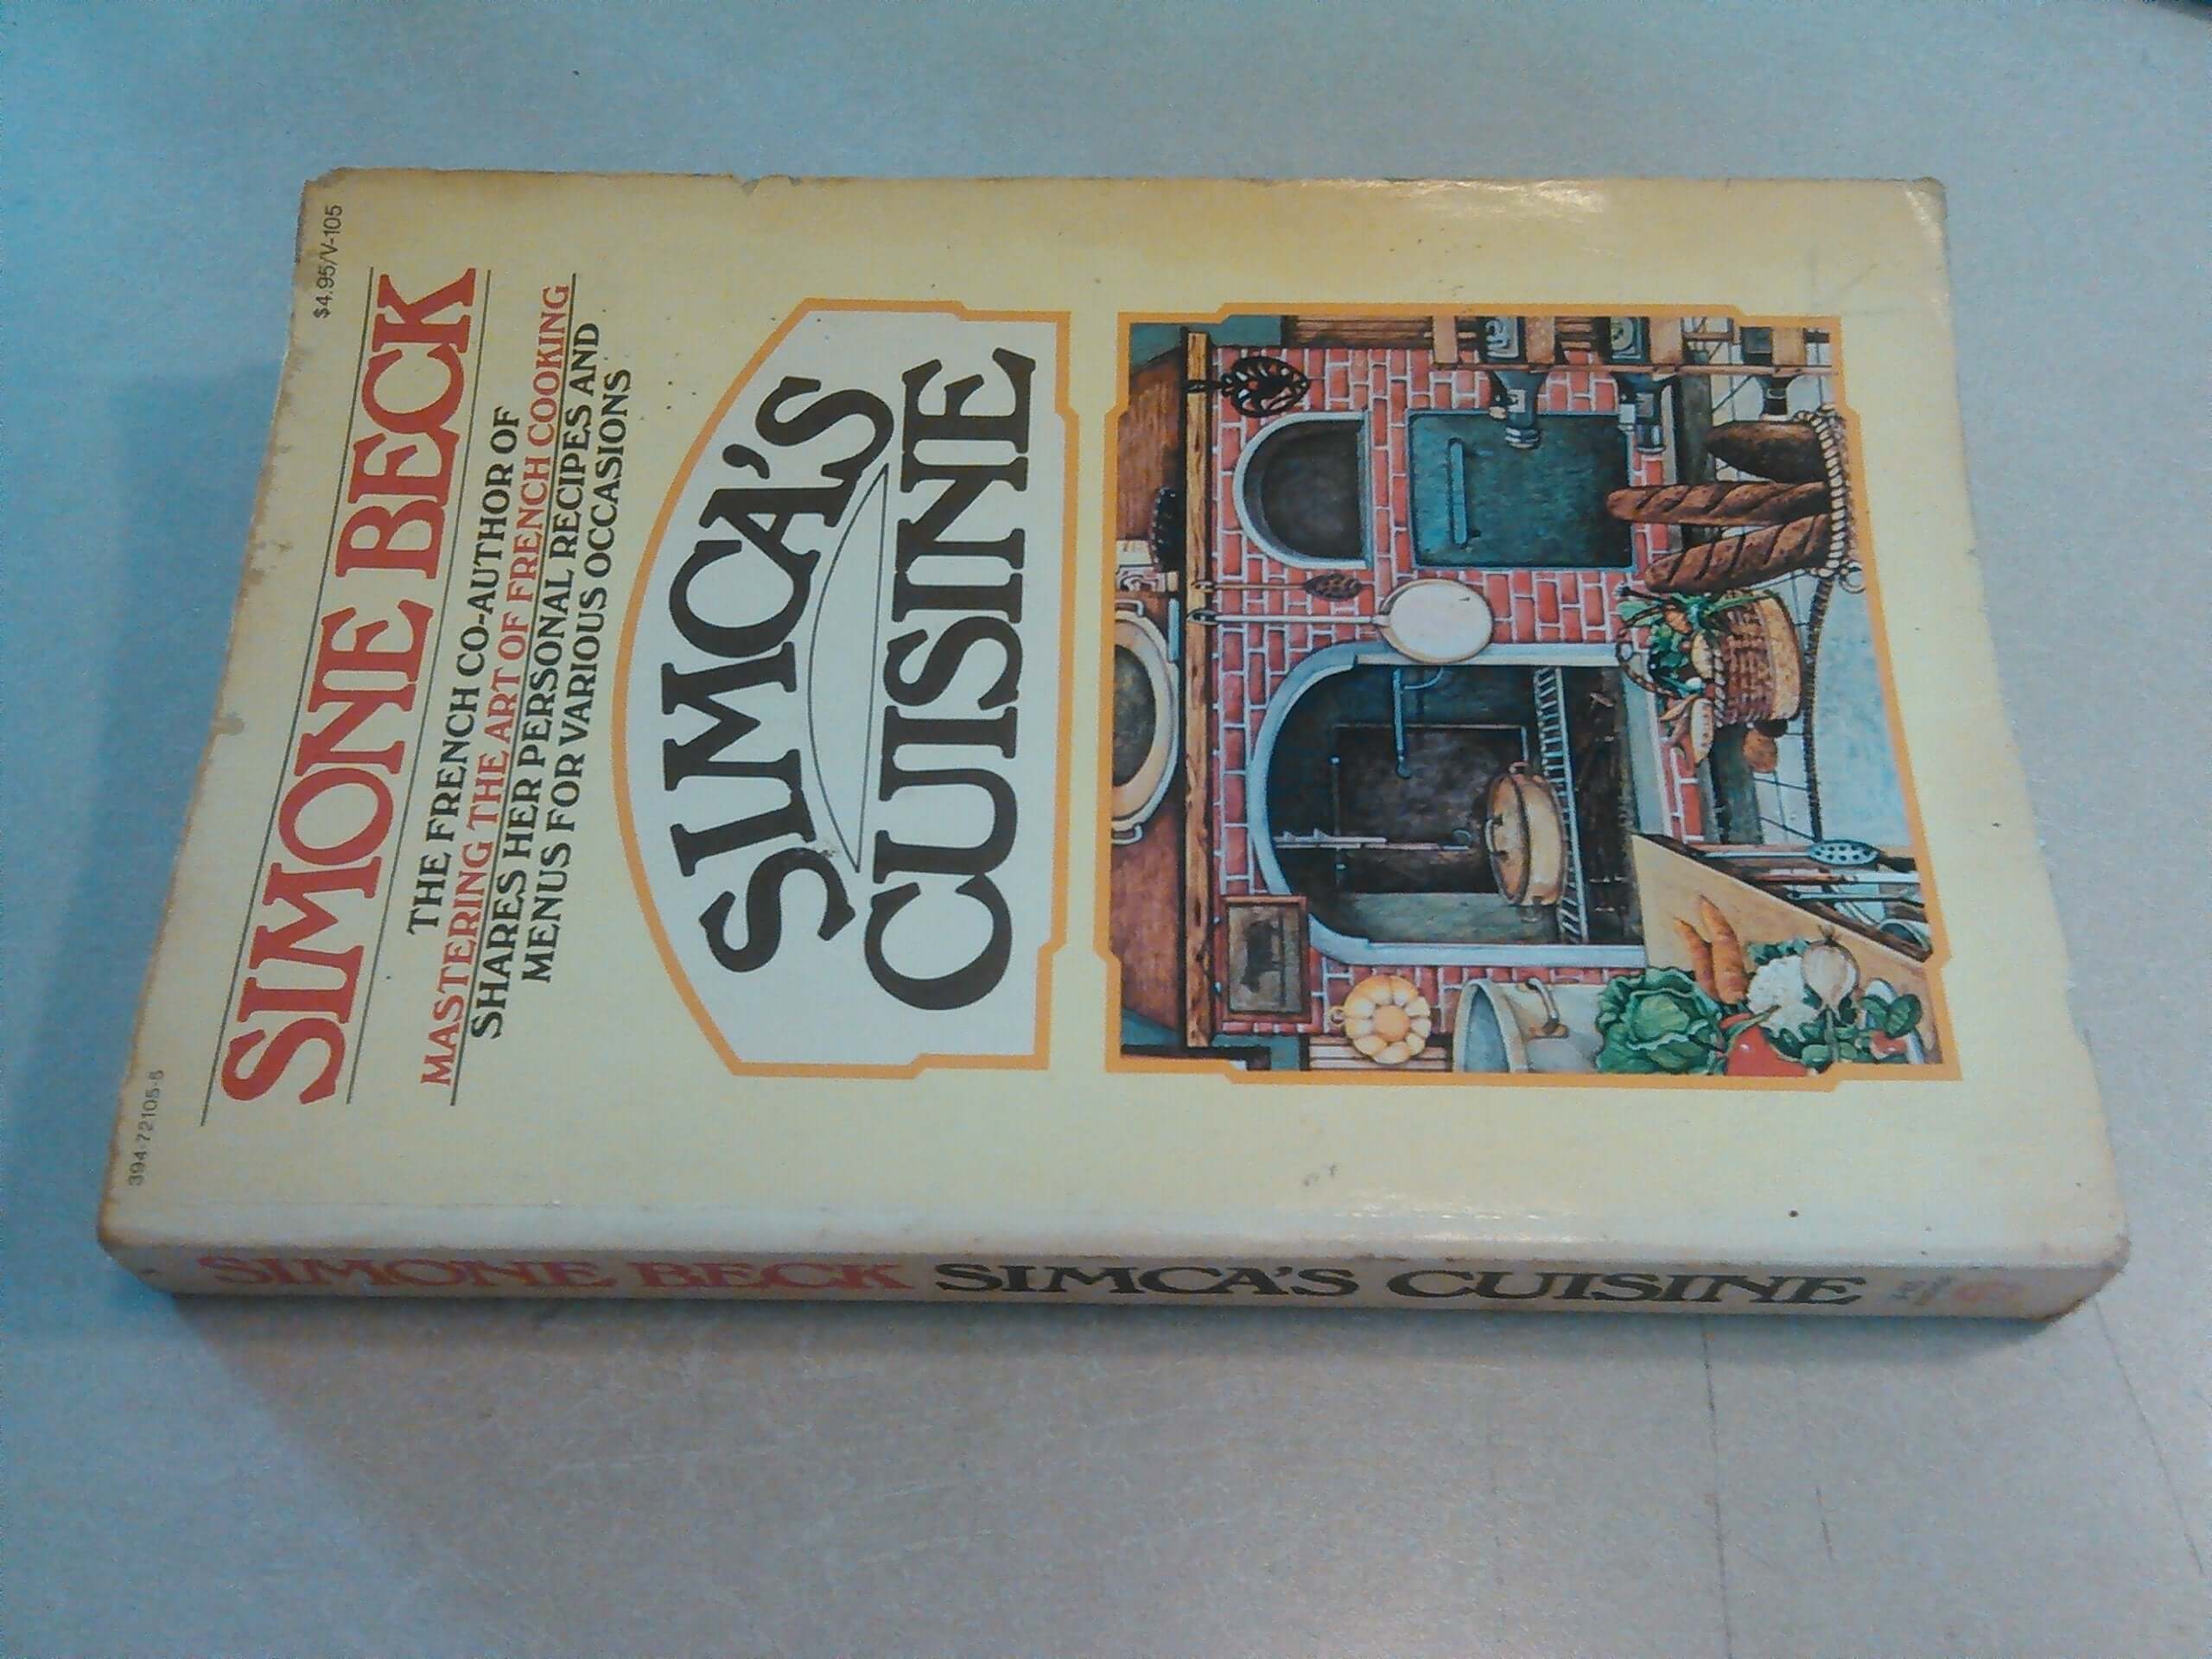 394-72105-6
$4.95/V-105
SIMONE BECK
THE FRENCH CO-AUTHOR OF
MASTERING THE ART OF FRENCH COOKING
SHARES HER PERSONAL RECIPES AND
MENUS FOR VARIOUS OCCASIONS
SIMCA'S
CUISINE
SIMONE BECK SIMCA'S CUISINE